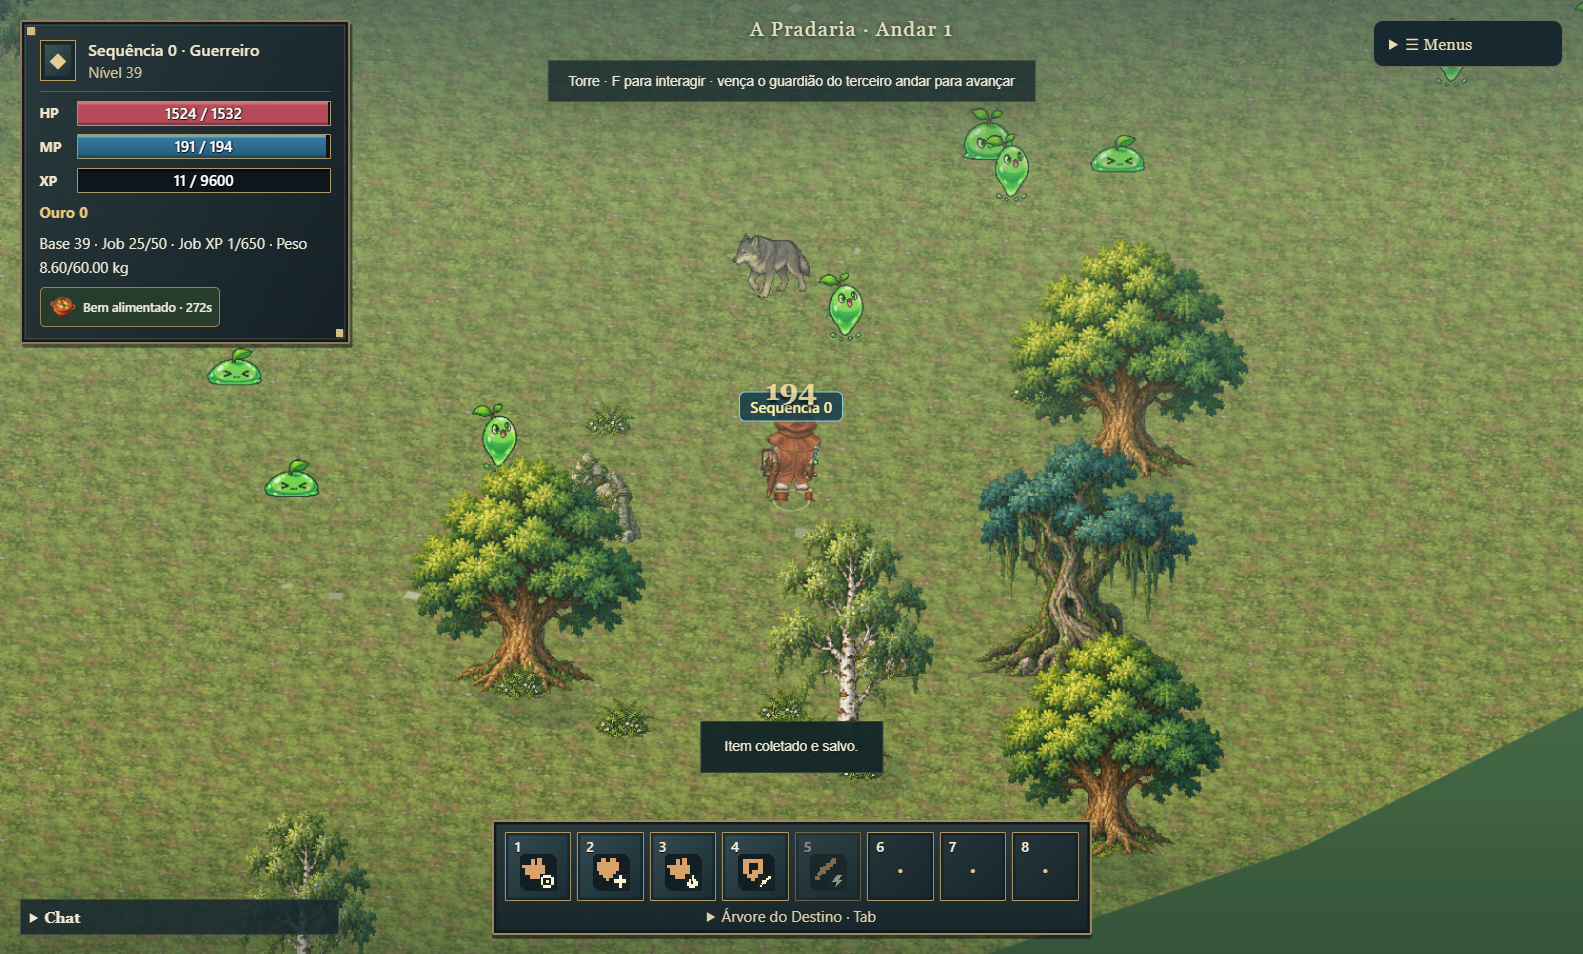 A Pradaria · Andar 1
Sequência 0 · Guerreiro
Nível 39
HP 1524 / 1532
MP 191 / 194
XP 11 / 9600
Ouro 0
Base 39 · Job 25/50 · Job XP 1/650 · Peso
8.60/60.00 kg
Bem alimentado · 272s
Torre · F para interagir · vença o guardião do terceiro andar para avançar
▶ ☰ Menus
194
Sequência 0
Item coletado e salvo.
1 2 3 4 5 6 7 8
▶ Árvore do Destino · Tab
▶ Chat